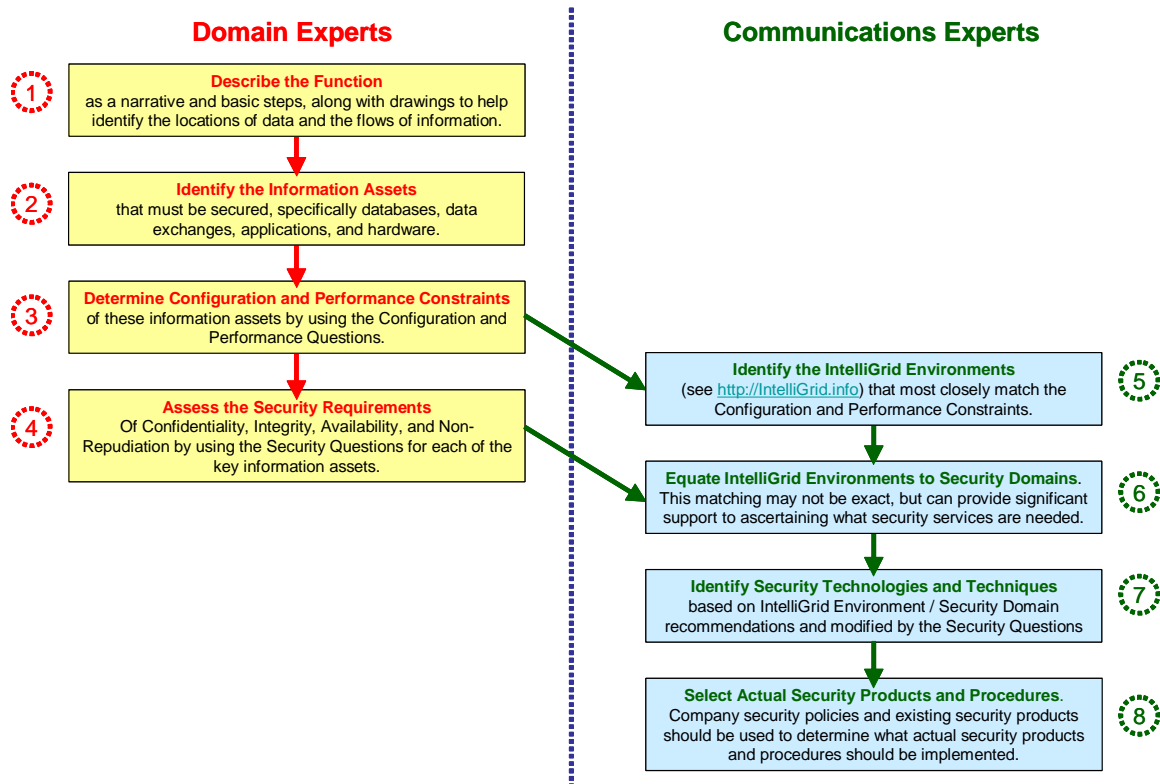 Domain Experts
1
Describe the Function
as a narrative and basic steps, along with drawings to help
identify the locations of data and the flows of information.
2
Identify the Information Assets
that must be secured, specifically databases, data
exchanges, applications, and hardware.
3
Determine Configuration and Performance Constraints
of these information assets by using the Configuration and
Performance Questions.
4
Assess the Security Requirements
Of Confidentiality, Integrity, Availability, and Non-
Repudiation by using the Security Questions for each of the
key information assets.
Communications Experts
Identify the IntelliGrid Environments
(see http://IntelliGrid.info) that most closely match the
Configuration and Performance Constraints.
5
Equate IntelliGrid Environments to Security Domains.
This matching may not be exact, but can provide significant
support to ascertaining what security services are needed.
6
Identify Security Technologies and Techniques
based on IntelliGrid Environment / Security Domain
recommendations and modified by the Security Questions
7
Select Actual Security Products and Procedures.
Company security policies and existing security products
should be used to determine what actual security products
and procedures should be implemented.
8